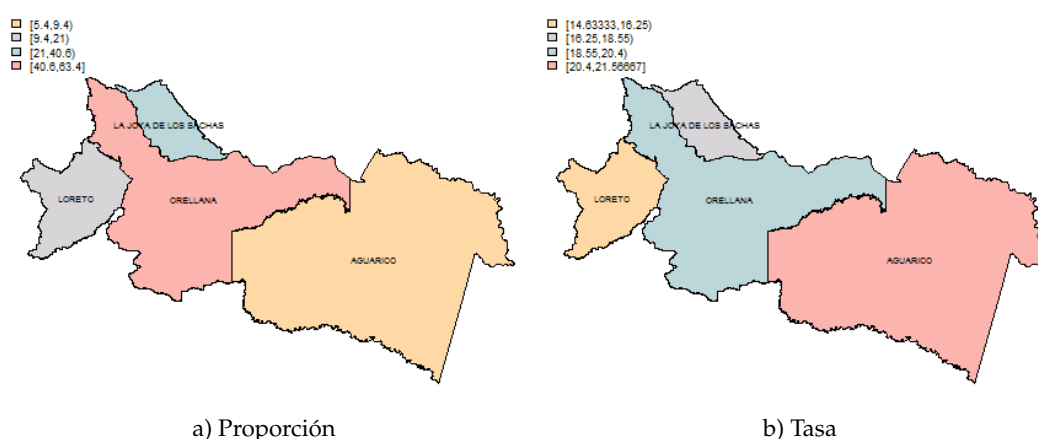 [5.4,9.4)
[9.4,21)
[21,40.6)
[40.6,63.4]
LA JOYA DE LOS SACHAS
LORETO
ORELLANA
AGUARICO
a) Proporción
[14.63333,16.25)
[16.25,18.55)
[18.55,20.4)
[20.4,21.56667]
LA JOYA DE LOS SACHAS
LORETO
ORELLANA
AGUARICO
b) Tasa